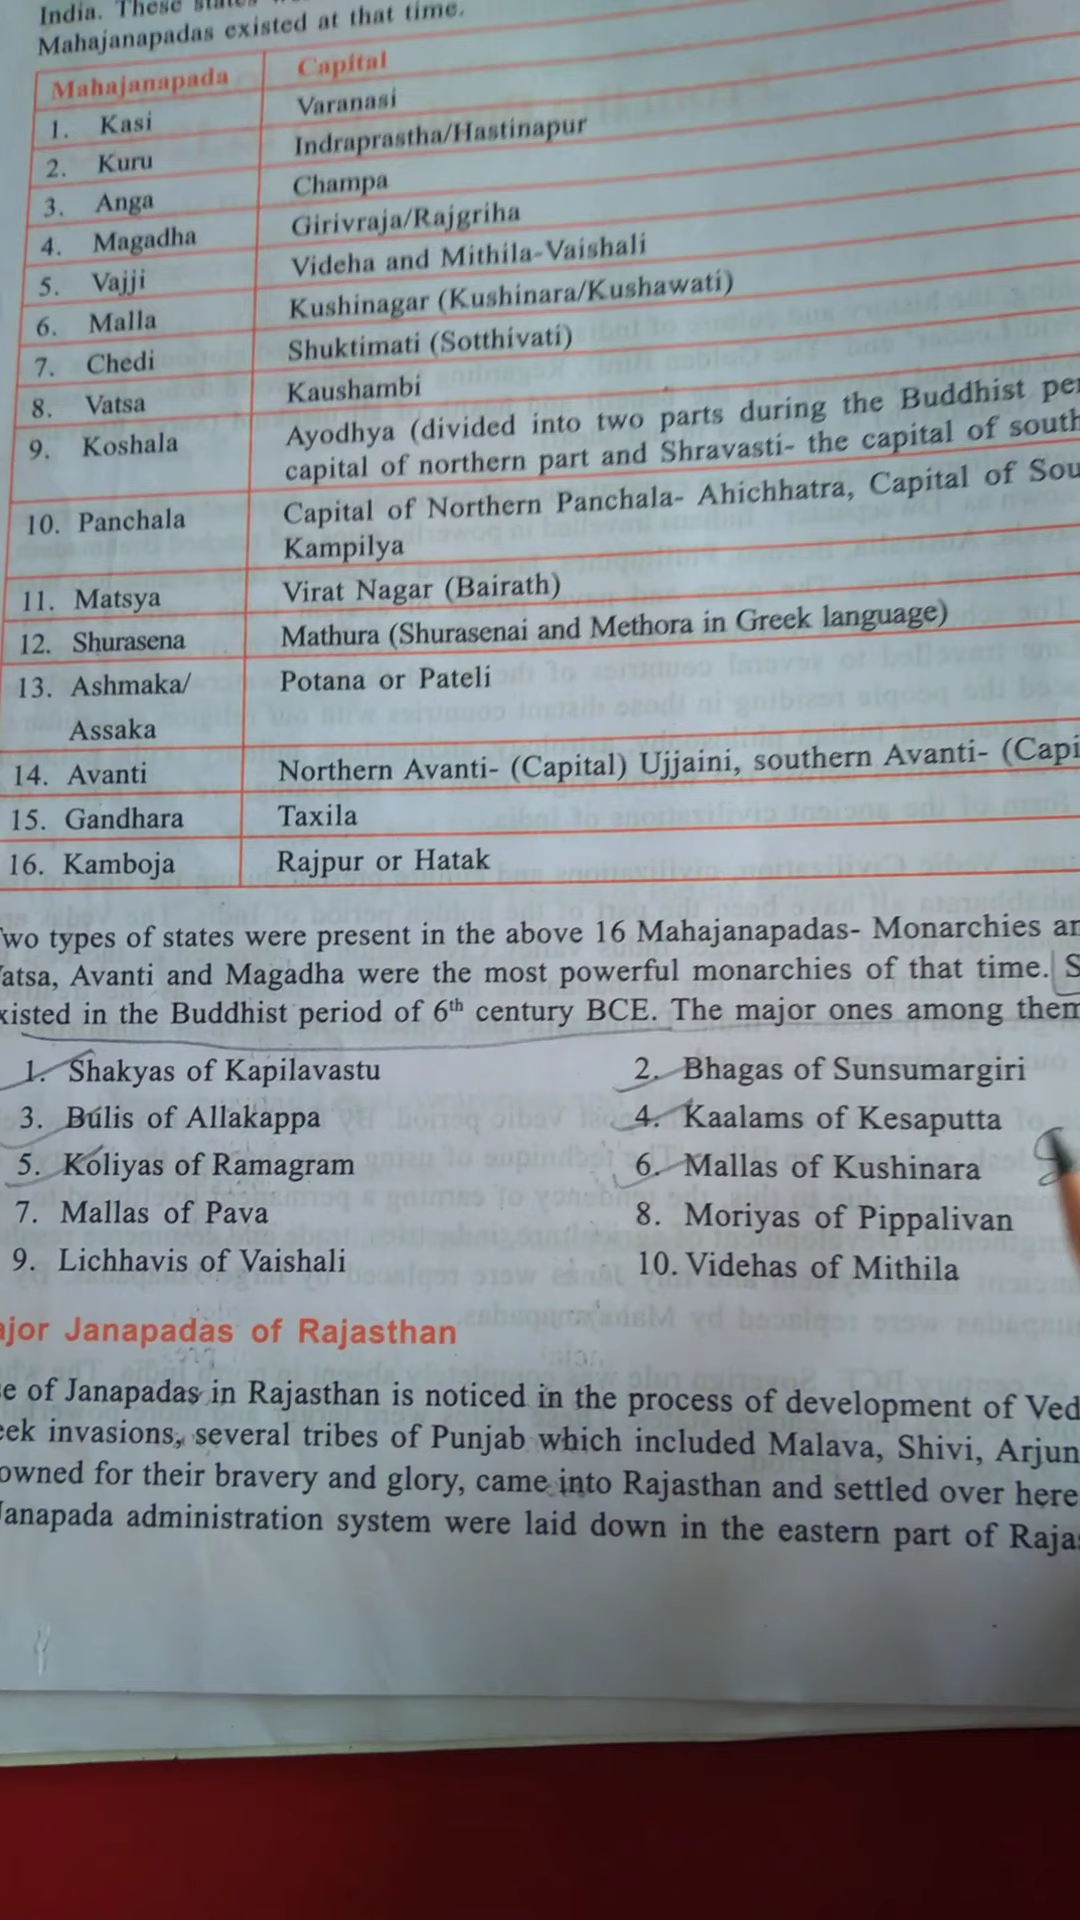 India. These
Mahajanapadas existed at that time.
Mahajanapada Capital
1. Kasi Varanasi
2. Kuru Indraprastha/Hastinapur
3. Anga Champa
4. Magadha Girivraja/Rajgriha
5. Vajji Videha and Mithila-Vaishali
6. Malla Kushinagar (Kushinara/Kushawati)
7. Chedi Shuktimati (Sotthivati)
8. Vatsa Kaushambi
9. Koshala Ayodhya (divided into two parts during the Buddhist per
capital of northern part and Shravasti- the capital of south
10. Panchala Capital of Northern Panchala- Ahichhatra, Capital of Sou
Kampilya
11. Matsya Virat Nagar (Bairath)
12. Shurasena Mathura (Shurasenai and Methora in Greek language)
13. Ashmaka/ Potana or Pateli
Assaka
14. Avanti Northern Avanti- (Capital) Ujjaini, southern Avanti- (Capi
15. Gandhara Taxila
16. Kamboja Rajpur or Hatak
wo types of states were present in the above 16 Mahajanapadas- Monarchies an
atsa, Avanti and Magadha were the most powerful monarchies of that time. S
xisted in the Buddhist period of 6th century BCE. The major ones among them
1. Shakyas of Kapilavastu 2. Bhagas of Sunsumargiri
3. Bulis of Allakappa 4. Kaalams of Kesaputta
5. Koliyas of Ramagram 6. Mallas of Kushinara
7. Mallas of Pava 8. Moriyas of Pippalivan
9. Lichhavis of Vaishali 10. Videhas of Mithila
ajor Janapadas of Rajasthan
e of Janapadas in Rajasthan is noticed in the process of development of Ved
eek invasions, several tribes of Punjab which included Malava, Shivi, Arjun
owned for their bravery and glory, came into Rajasthan and settled over here
Janapada administration system were laid down in the eastern part of Rajas